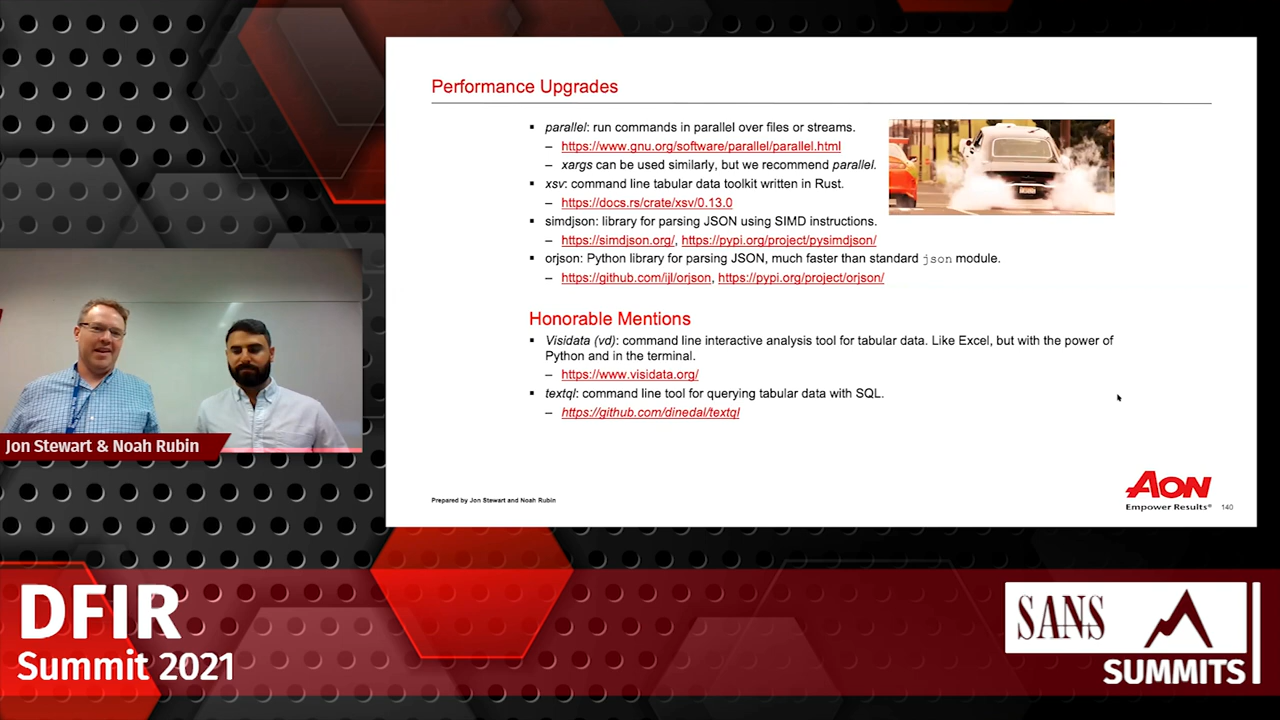 Performance Upgrades
▪ parallel: run commands in parallel over files or streams.
– https://www.gnu.org/software/parallel/parallel.html
– xargs can be used similarly, but we recommend parallel.
▪ xsv: command line tabular data toolkit written in Rust.
– https://docs.rs/crate/xsv/0.13.0
▪ simdjson: library for parsing JSON using SIMD instructions.
– https://simdjson.org/, https://pypi.org/project/pysimdjson/
▪ orjson: Python library for parsing JSON, much faster than standard json module.
– https://github.com/ijl/orjson, https://pypi.org/project/orjson/
Honorable Mentions
▪ Visidata (vd): command line interactive analysis tool for tabular data. Like Excel, but with the power of
Python and in the terminal.
– https://www.visidata.org/
▪ textql: command line tool for querying tabular data with SQL.
– https://github.com/dinedal/textql
Jon Stewart & Noah Rubin
Prepared by Jon Stewart and Noah Rubin
AON
Empower Results®
140
DFIR
Summit 2021
SANS
SUMMITS